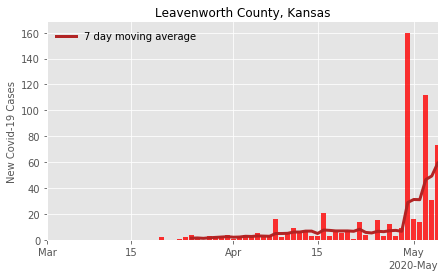 Leavenworth County, Kansas
7 day moving average
New Covid-19 Cases
160
140
120
100
80
60
40
20
0
Mar 15 Apr 15 May
2020-May